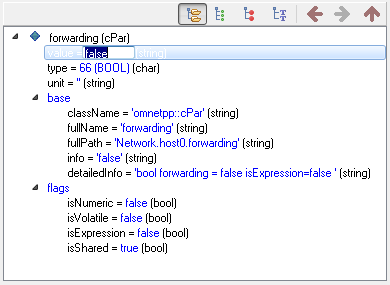 forwarding (cPar)
value = false (string)
type = 66 (BOOL) (char)
unit = '' (string)
base
className = 'omnetpp::cPar' (string)
fullName = 'forwarding' (string)
fullPath = 'Network.host0.forwarding' (string)
info = 'false' (string)
detailedInfo = 'bool forwarding = false isExpression=false ' (string)
flags
isNumeric = false (bool)
isVolatile = false (bool)
isExpression = false (bool)
isShared = true (bool)